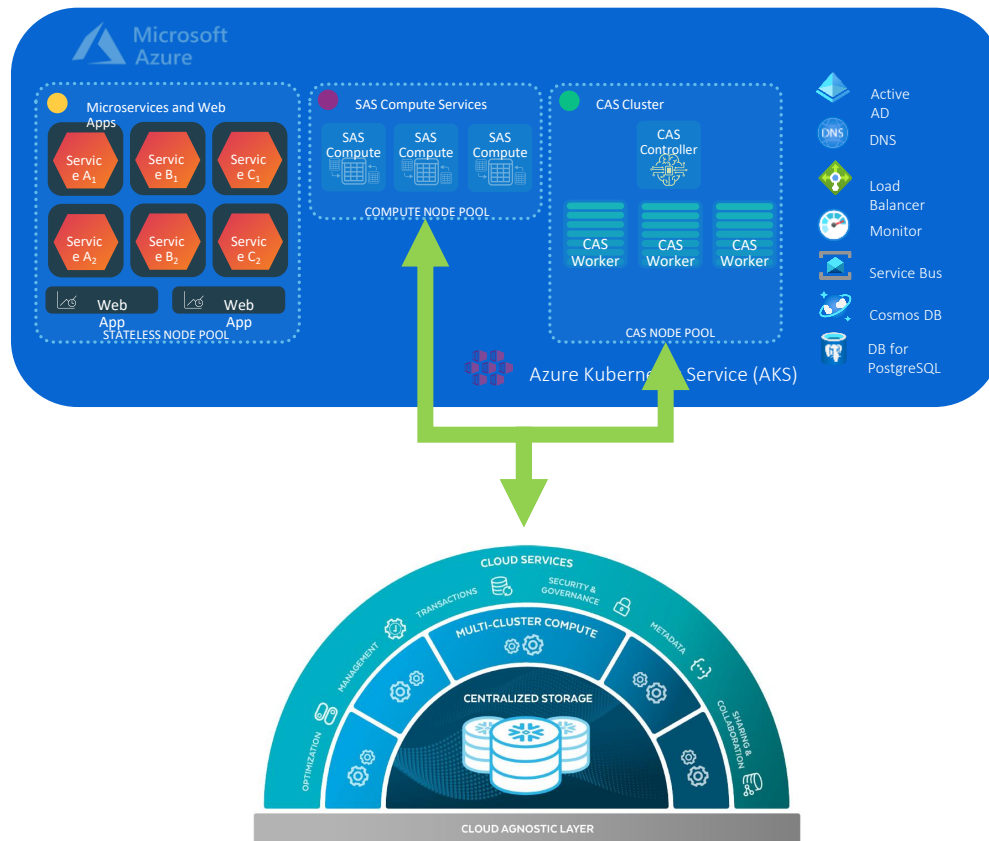 Microsoft
Azure
Microservices and Web
Apps
Servic
e A1
Servic
e B1
Servic
e C1
Servic
e A2
Servic
e B2
Servic
e C2
Web
App
Web
App
STATELESS NODE POOL
SAS Compute Services
SAS
Compute
SAS
Compute
SAS
Compute
COMPUTE NODE POOL
CAS Cluster
CAS
Controller
CAS
Worker
CAS
Worker
CAS
Worker
CAS NODE POOL
Active
AD
DNS
DNS
Load
Balancer
Monitor
Service Bus
Cosmos DB
DB for
PostgreSQL
Azure Kubernetes Service (AKS)
CLOUD SERVICES
OPTIMIZATION
MANAGEMENT
TRANSACTIONS
SECURITY &
GOVERNANCE
METADATA
SHARING &
COLLABORATION
MULTI-CLUSTER COMPUTE
CENTRALIZED STORAGE
CLOUD AGNOSTIC LAYER